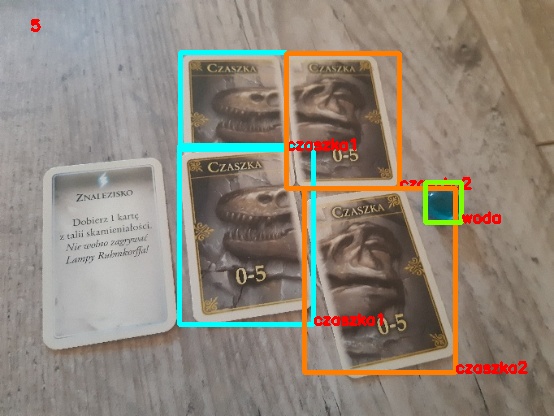 5
CZASZKA
CZASZKA
czaszka1
0-5
CZASZKA
czaszka2
ZNALEZISKO
CZASZKA
woda
Dobierz 1 kartę
z talii skamieniałości.
Nie wolno zagrywać
Lampy Ruhmkorffa!
0-5
czaszka1
0-5
czaszka2